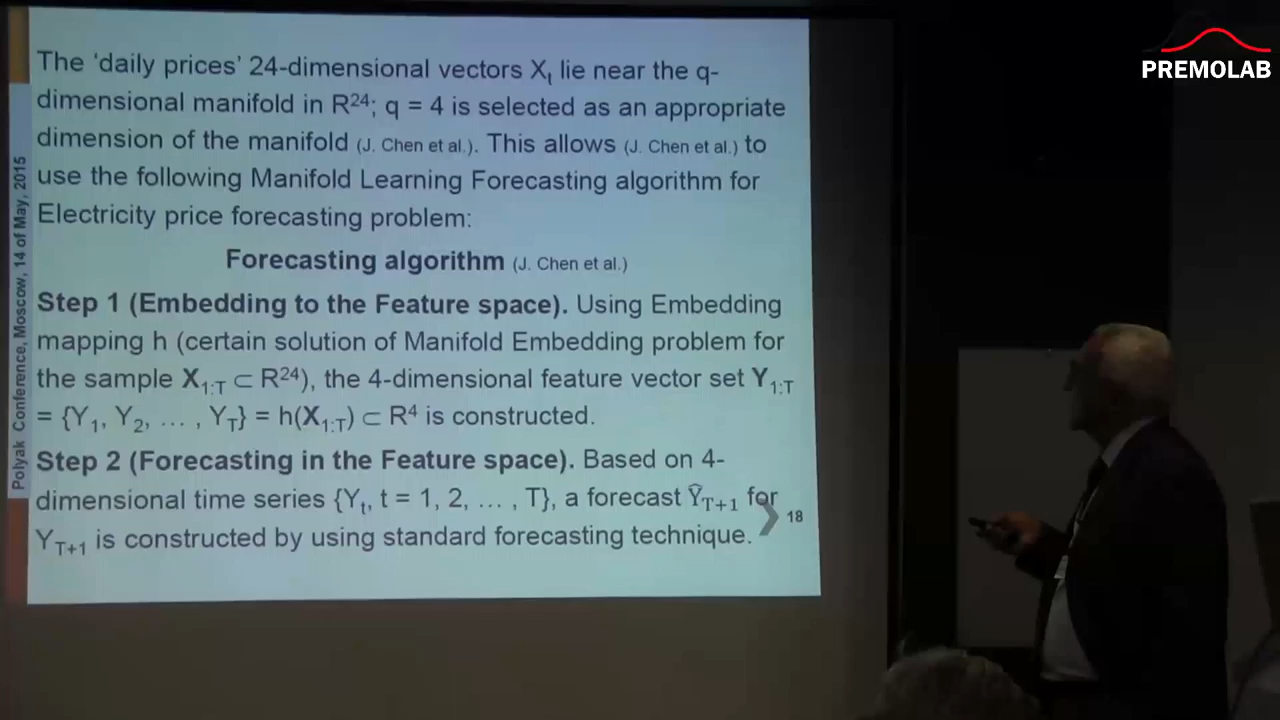 The ‘daily prices’ 24-dimensional vectors Xt lie near the q-
dimensional manifold in R24; q = 4 is selected as an appropriate
dimension of the manifold (J. Chen et al.). This allows (J. Chen et al.) to
use the following Manifold Learning Forecasting algorithm for
Electricity price forecasting problem:
Forecasting algorithm (J. Chen et al.)
Step 1 (Embedding to the Feature space). Using Embedding
mapping h (certain solution of Manifold Embedding problem for
the sample X1:T ⊂ R24), the 4-dimensional feature vector set Y1:T
= {Y1, Y2, … , YT} = h(X1:T) ⊂ R4 is constructed.
Step 2 (Forecasting in the Feature space). Based on 4-
dimensional time series {Yt, t = 1, 2, … , T}, a forecast ŶT+1 for
YT+1 is constructed by using standard forecasting technique.
18
Polyak Conference, Moscow, 14 of May, 2015
PREMOLAB